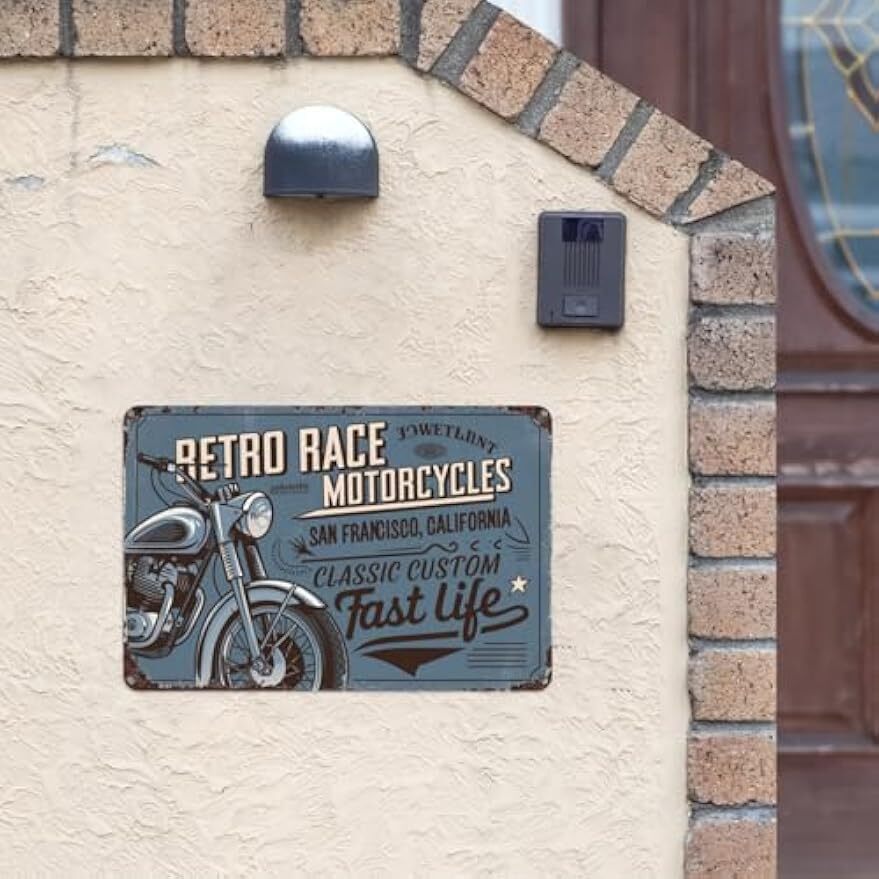 RETRO RACE
MOTORCYCLES
SAN FRANCISCO, CALIFORNIA
CLASSIC CUSTOM
Fast life